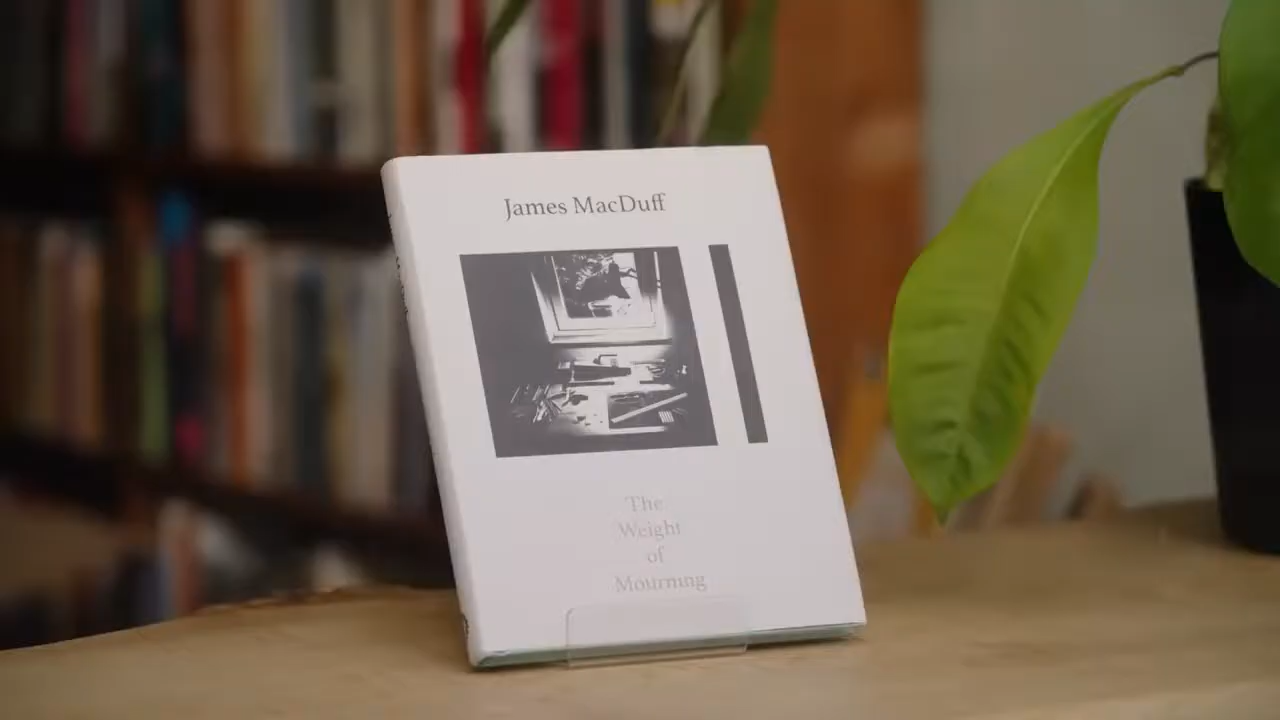 James MacDuff
The
Weight
of
Mourning